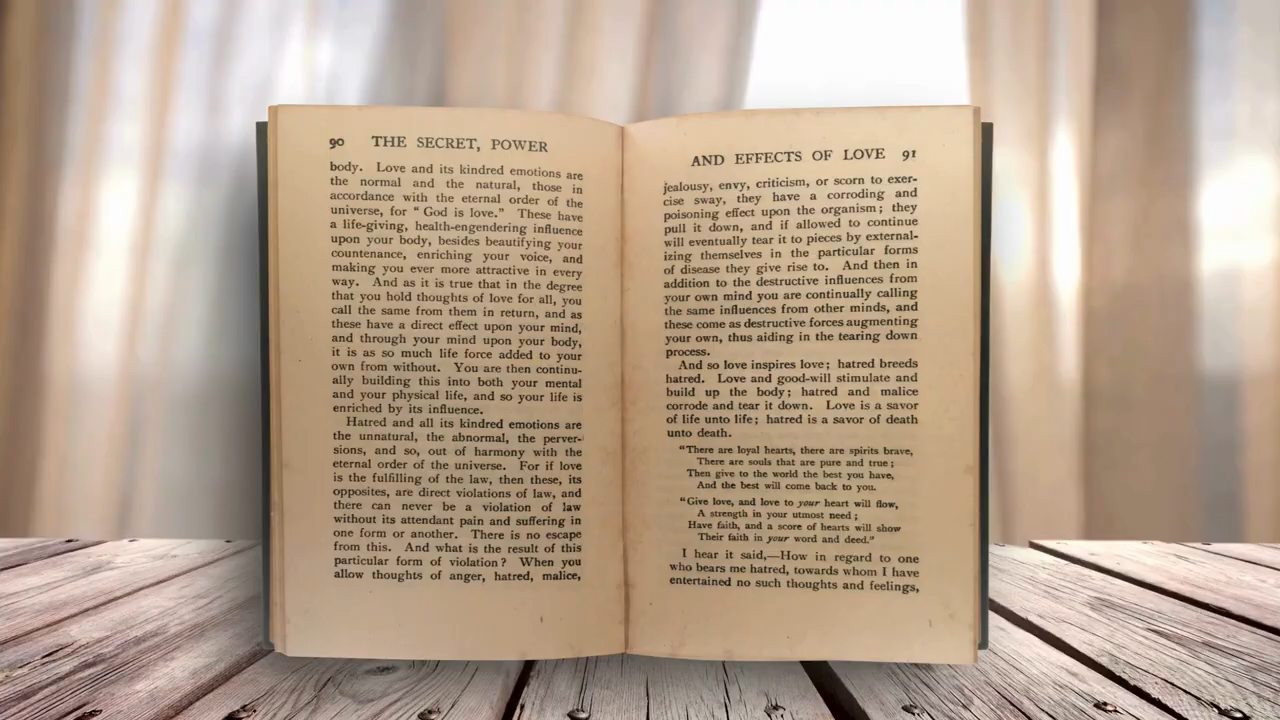 90 THE SECRET, POWER
body. Love and its kindred emotions are
the normal and the natural, those in
accordance with the eternal order of the
universe, for “ God is love.” These have
a life-giving, health-engendering influence
upon your body, besides beautifying your
countenance, enriching your voice, and
making you ever more attractive in every
way. And as it is true that in the degree
that you hold thoughts of love for all, you
call the same from them in return, and as
these have a direct effect upon your mind,
and through your mind upon your body,
it is as so much life force added to your
own from without. You are then continu-
ally building this into both your mental
and your physical life, and so your life is
enriched by its influence.
Hatred and all its kindred emotions are
the unnatural, the abnormal, the perver-
sions, and so, out of harmony with the
eternal order of the universe. For if love
is the fulfilling of the law, then these, its
opposites, are direct violations of law, and
there can never be a violation of law
without its attendant pain and suffering in
one form or another. There is no escape
from this. And what is the result of this
particular form of violation? When you
allow thoughts of anger, hatred, malice,
AND EFFECTS OF LOVE 91
jealousy, envy, criticism, or scorn to exer-
cise sway, they have a corroding and
poisoning effect upon the organism; they
pull it down, and if allowed to continue
will eventually tear it to pieces by external-
izing themselves in the particular forms
of disease they give rise to. And then in
addition to the destructive influences from
your own mind you are continually calling
the same influences from other minds, and
these come as destructive forces augmenting
your own, thus aiding in the tearing down
process.
And so love inspires love; hatred breeds
hatred. Love and good-will stimulate and
build up the body; hatred and malice
corrode and tear it down. Love is a savor
of life unto life; hatred is a savor of death
unto death.
“There are loyal hearts, there are spirits brave,
There are souls that are pure and true;
Then give to the world the best you have,
And the best will come back to you.
“Give love, and love to your heart will flow,
A strength in your utmost need;
Have faith, and a score of hearts will show
Their faith in your word and deed.”
I hear it said,—How in regard to one
who bears me hatred, towards whom I have
entertained no such thoughts and feelings,